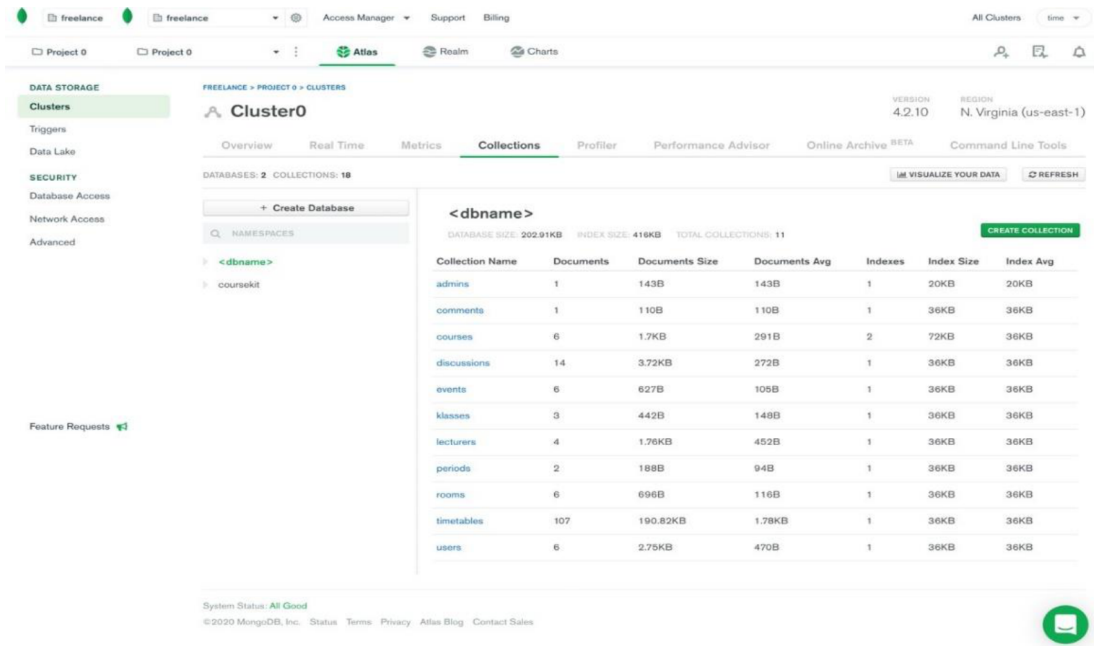 freelance freelance Access Manager Support Billing All Clusters time
Project 0 Project 0 Atlas Realm Charts
DATA STORAGE
Clusters
Triggers
Data Lake
SECURITY
Database Access
Network Access
Advanced
Feature Requests
FREELANCE > PROJECT 0 > CLUSTERS
Cluster0
VERSION REGION
4.2.10 N. Virginia (us-east-1)
Overview Real Time Metrics Collections Profiler Performance Advisor Online Archive BETA Command Line Tools
DATABASES: 2 COLLECTIONS: 18 VISUALIZE YOUR DATA REFRESH
+ Create Database
NAMESPACES
<dbname>
coursekit
<dbname>
DATABASE SIZE: 202.91KB INDEX SIZE: 416KB TOTAL COLLECTIONS: 11 CREATE COLLECTION
Collection Name Documents Documents Size Documents Avg Indexes Index Size Index Avg
admins 1 143B 143B 1 20KB 20KB
comments 1 110B 110B 1 36KB 36KB
courses 6 1.7KB 291B 2 72KB 36KB
discussions 14 3.72KB 272B 1 36KB 36KB
events 6 627B 105B 1 36KB 36KB
klasses 3 442B 148B 1 36KB 36KB
lecturers 4 1.76KB 452B 1 36KB 36KB
periods 2 188B 94B 1 36KB 36KB
rooms 6 696B 116B 1 36KB 36KB
timetables 107 190.82KB 1.78KB 1 36KB 36KB
users 6 2.75KB 470B 1 36KB 36KB
System Status: All Good
©2020 MongoDB, Inc. Status Terms Privacy Atlas Blog Contact Sales